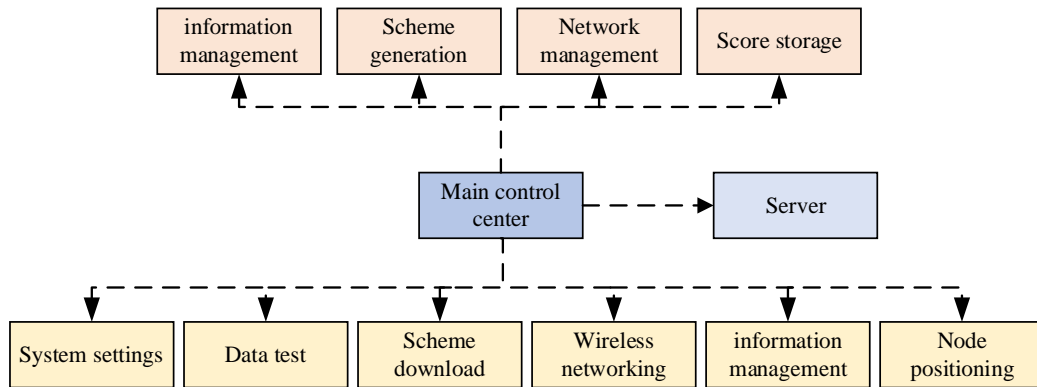 information
management
Scheme
generation
Network
management
Score storage
Main control
center
Server
System settings
Data test
Scheme
download
Wireless
networking
information
management
Node
positioning